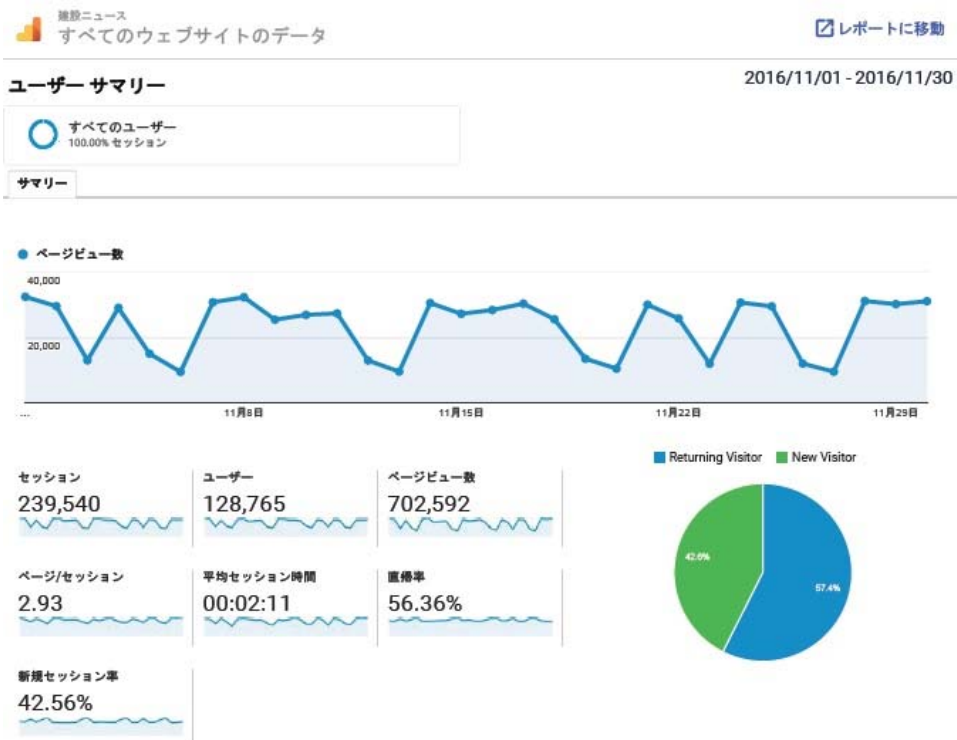 建設ニュース
すべてのウェブサイトのデータ
レポートに移動
ユーザー サマリー
2016/11/01 - 2016/11/30
すべてのユーザー
100.00% セッション
サマリー
ページビュー数
40,000
20,000
...
11月8日
11月15日
11月22日
11月29日
Returning Visitor
New Visitor
セッション
239,540
ユーザー
128,765
ページビュー数
702,592
42.6%
57.4%
ページ/セッション
2.93
平均セッション時間
00:02:11
直帰率
56.36%
新規セッション率
42.56%